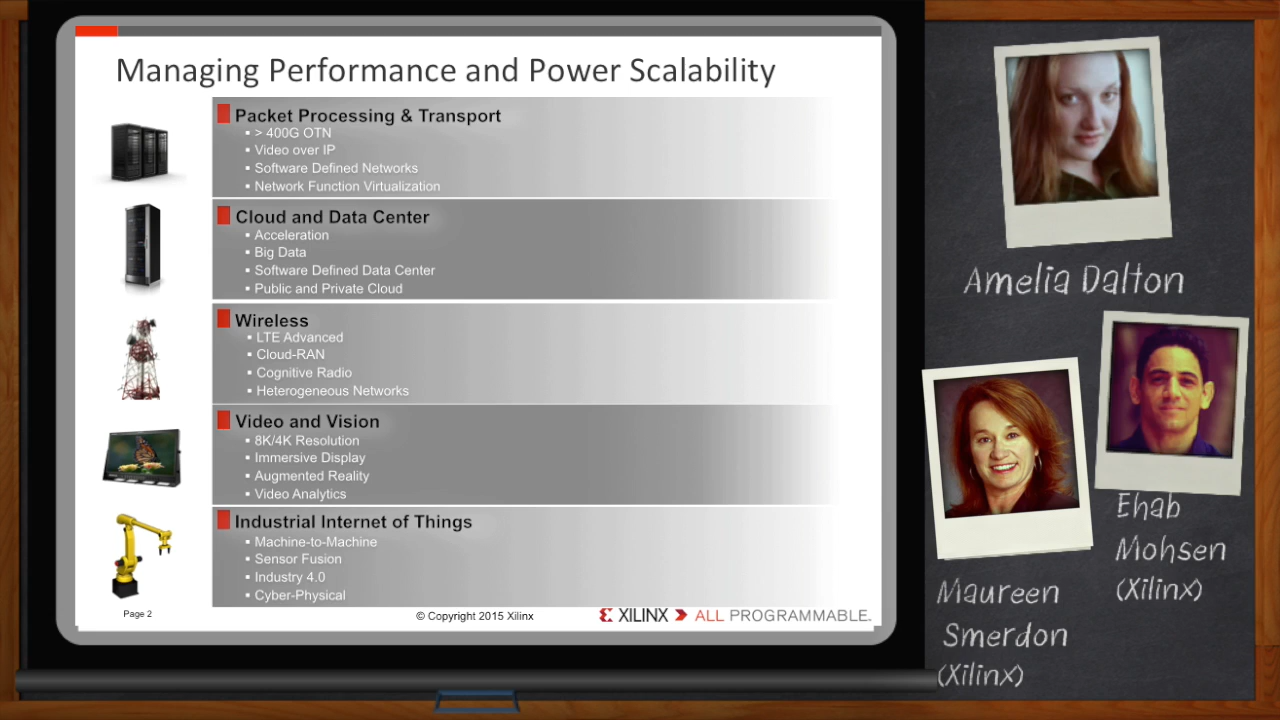 Managing Performance and Power Scalability
Packet Processing & Transport
▪ > 400G OTN
▪ Video over IP
▪ Software Defined Networks
▪ Network Function Virtualization
Cloud and Data Center
▪ Acceleration
▪ Big Data
▪ Software Defined Data Center
▪ Public and Private Cloud
Wireless
▪ LTE Advanced
▪ Cloud-RAN
▪ Cognitive Radio
▪ Heterogeneous Networks
Video and Vision
▪ 8K/4K Resolution
▪ Immersive Display
▪ Augmented Reality
▪ Video Analytics
Industrial Internet of Things
▪ Machine-to-Machine
▪ Sensor Fusion
▪ Industry 4.0
▪ Cyber-Physical
Page 2
© Copyright 2015 Xilinx
XILINX ALL PROGRAMMABLE.
Amelia Dalton
Ehab
Mohsen
(Xilinx)
Maureen
Smerdon
(Xilinx)